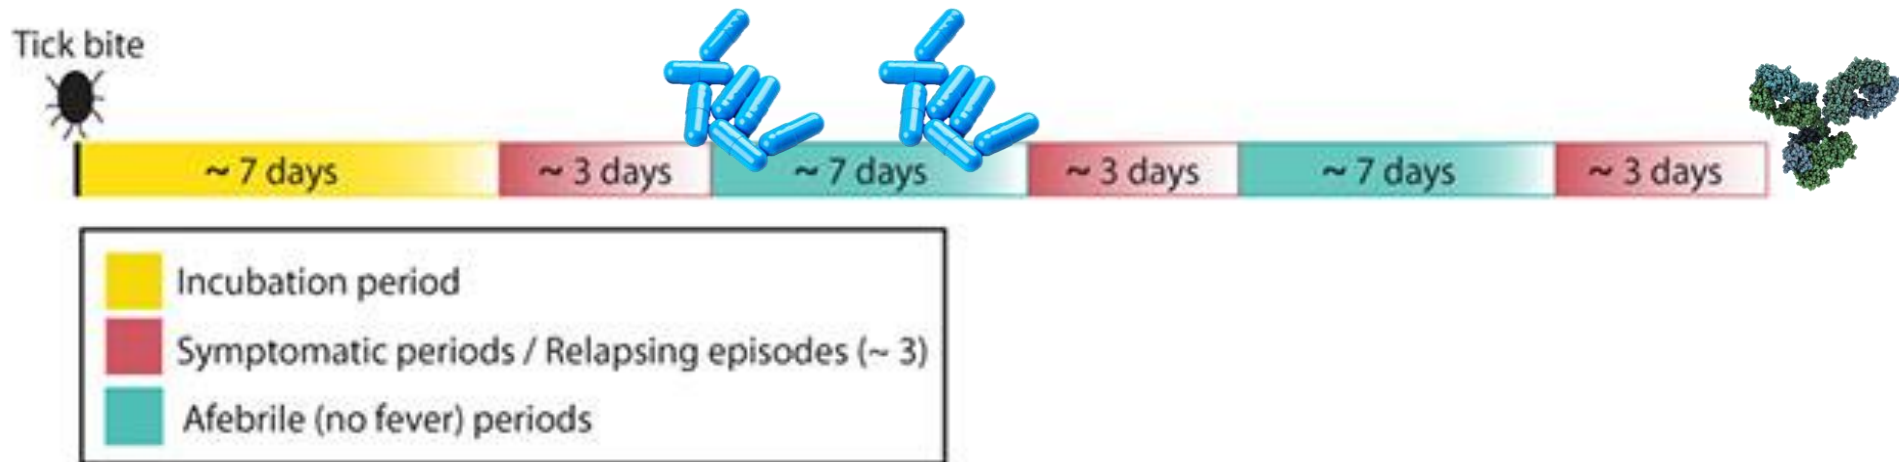 Tick bite
~ 7 days
~ 3 days
~ 7 days
~ 3 days
~ 7 days
~ 3 days
Incubation period
Symptomatic periods / Relapsing episodes (~ 3)
Afebrile (no fever) periods